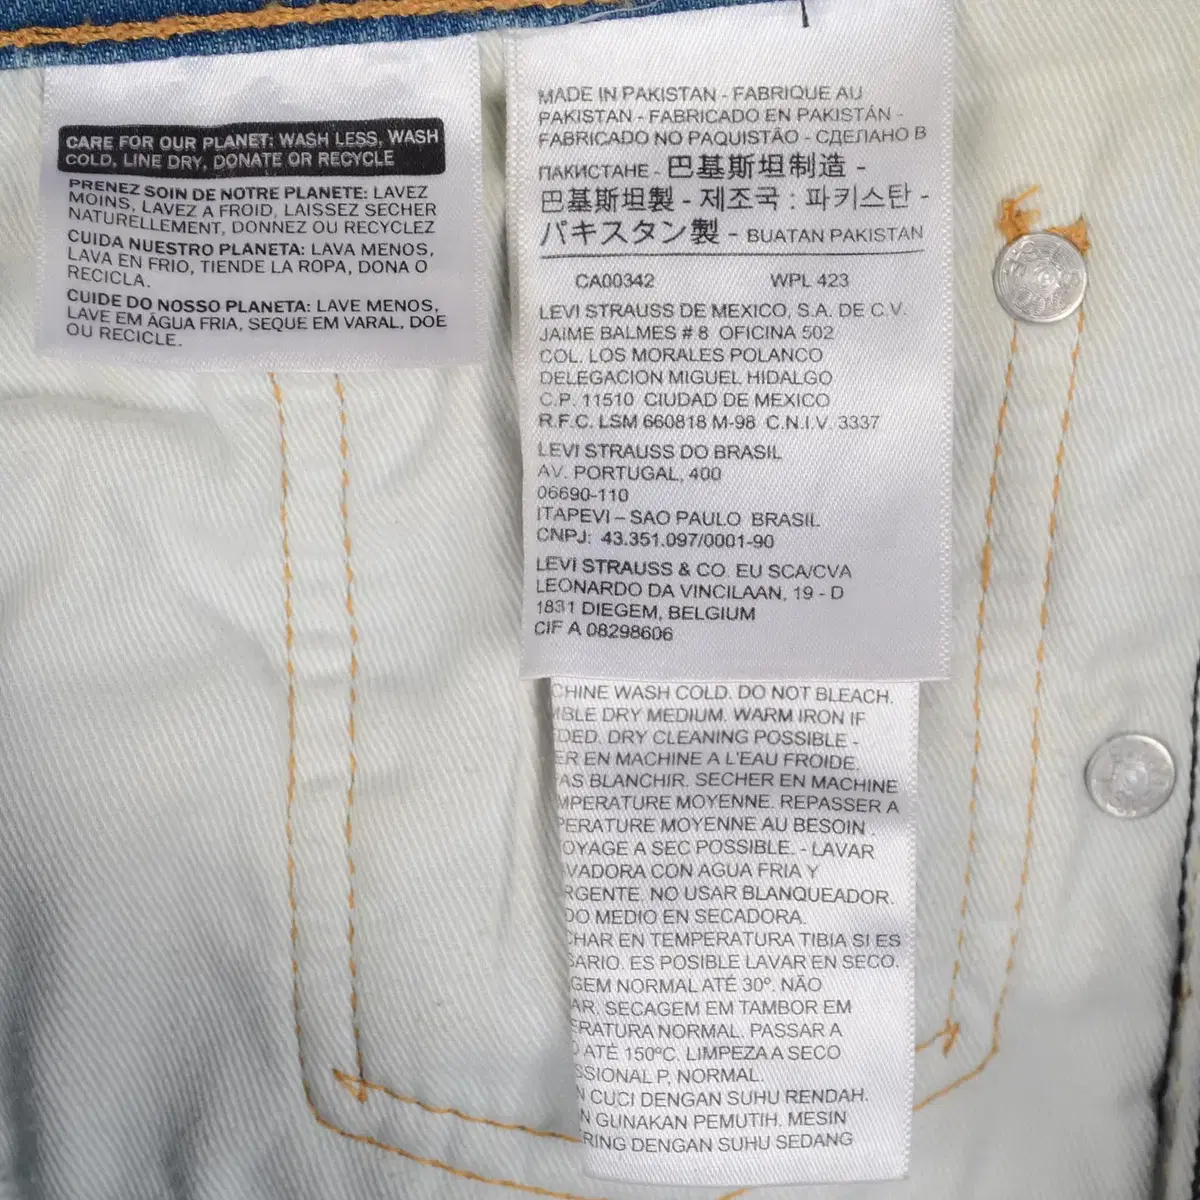 CARE FOR OUR PLANET: WASH LESS, WASH
COLD, LINE DRY, DONATE OR RECYCLE
PRENEZ SOIN DE NOTRE PLANETE: LAVEZ
MOINS, LAVEZ A FROID, LAISSEZ SECHER
NATURELLEMENT, DONNEZ OU RECYCLEZ
CUIDA NUESTRO PLANETA: LAVA MENOS,
LAVA EN FRIO, TIENDE LA ROPA, DONA O
RECICLA.
CUIDE DO NOSSO PLANETA: LAVE MENOS,
LAVE EM ÁGUA FRIA, SEQUE EM VARAL, DOE
OU RECICLE.
MADE IN PAKISTAN - FABRIQUE AU
PAKISTAN - FABRICADO EN PAKISTÁN -
FABRICADO NO PAQUISTÃO - СДЕЛАНО В
ПАКИСТАНЕ - 巴基斯坦制造 -
巴基斯坦製 - 제조국 : 파키스탄 -
パキスタン製 - BUATAN PAKISTAN
CA00342 WPL 423
LEVI STRAUSS DE MEXICO, S.A. DE C.V.
JAIME BALMES # 8 OFICINA 502
COL. LOS MORALES POLANCO
DELEGACION MIGUEL HIDALGO
C.P. 11510 CIUDAD DE MEXICO
R.F.C. LSM 660818 M-98 C.N.I.V. 3337
LEVI STRAUSS DO BRASIL
AV. PORTUGAL, 400
06690-110
ITAPEVI – SAO PAULO BRASIL
CNPJ: 43.351.097/0001-90
LEVI STRAUSS & CO. EU SCA/CVA
LEONARDO DA VINCILAAN, 19 - D
1831 DIEGEM, BELGIUM
CIF A 08298606
CHINE WASH COLD. DO NOT BLEACH.
MBLE DRY MEDIUM. WARM IRON IF
DED. DRY CLEANING POSSIBLE -
ER EN MACHINE A L'EAU FROIDE.
AS BLANCHIR. SECHER EN MACHINE
MPERATURE MOYENNE. REPASSER A
PERATURE MOYENNE AU BESOIN.
OYAGE A SEC POSSIBLE. - LAVAR
VADORA CON AGUA FRIA Y
RGENTE. NO USAR BLANQUEADOR.
DO MEDIO EN SECADORA.
CHAR EN TEMPERATURA TIBIA SI ES
SARIO. ES POSIBLE LAVAR EN SECO.
GEM NORMAL ATÉ 30º. NÃO
AR. SECAGEM EM TAMBOR EM
ERATURA NORMAL. PASSAR A
O ATÉ 150ºC. LIMPEZA A SECO
SSIONAL P, NORMAL.
N CUCI DENGAN SUHU RENDAH.
N GUNAKAN PEMUTIH. MESIN
RING DENGAN SUHU SEDANG